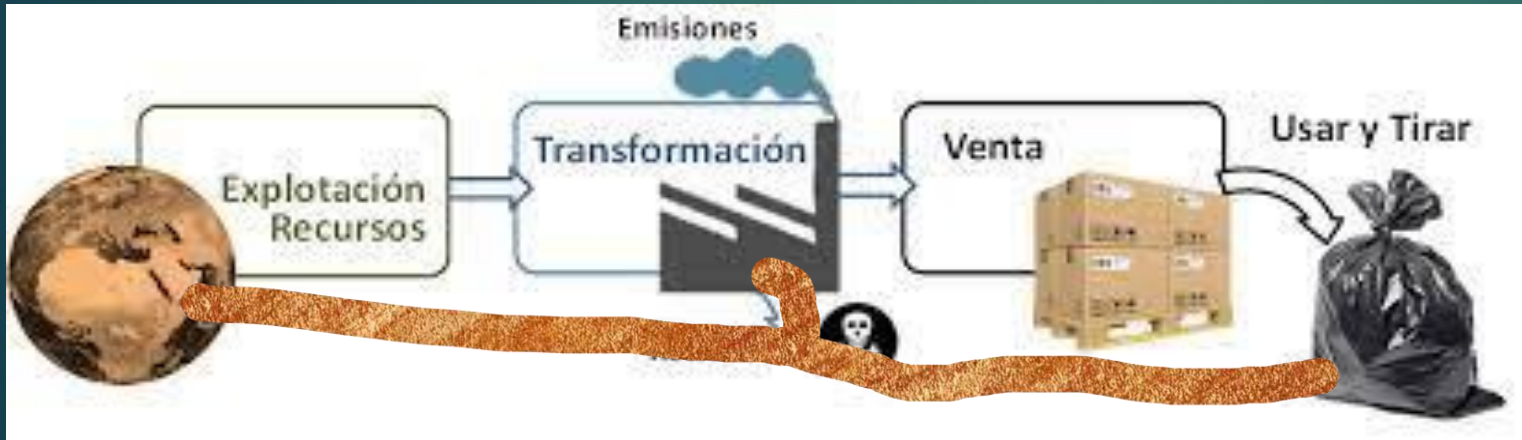 Emisiones
Explotación
Recursos
Transformación
Venta
Usar y Tirar